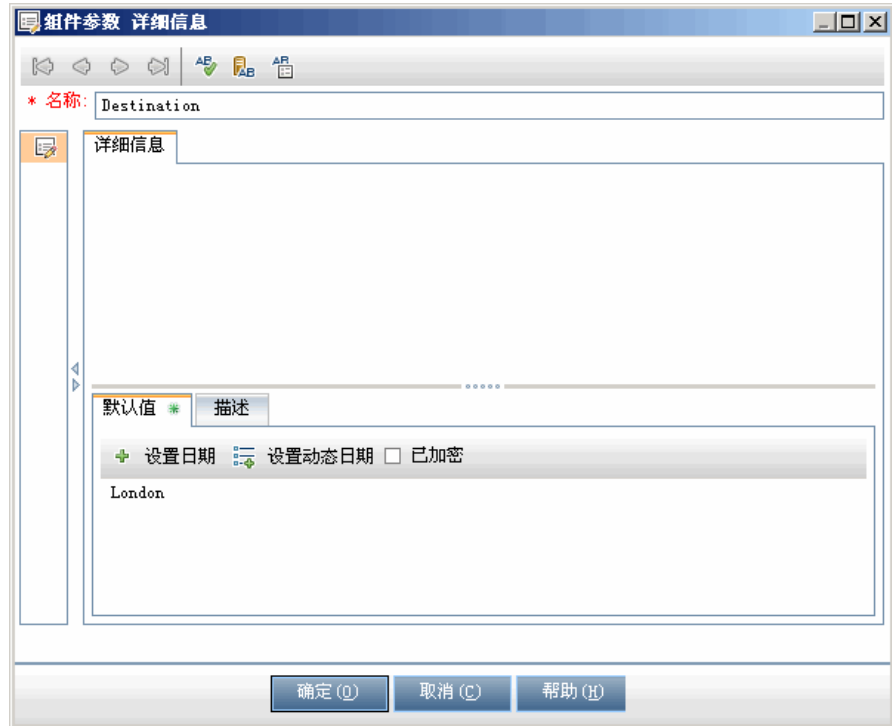 组件参数 详细信息
* 名称: Destination
详细信息
默认值 描述
设置日期 设置动态日期 已加密
London
确定(O) 取消(C) 帮助(H)